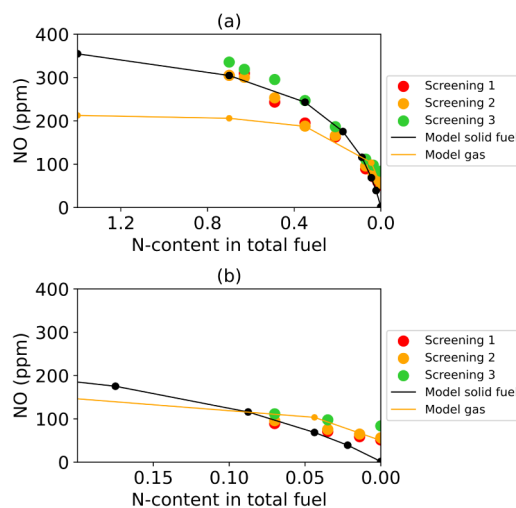 (a)
400
300
200
100
0
NO (ppm)
1.2
0.8
0.4
0.0
N-content in total fuel
Screening 1
Screening 2
Screening 3
Model solid fuel
Model gas
(b)
400
300
200
100
0
NO (ppm)
0.15
0.10
0.05
0.00
N-content in total fuel
Screening 1
Screening 2
Screening 3
Model solid fuel
Model gas